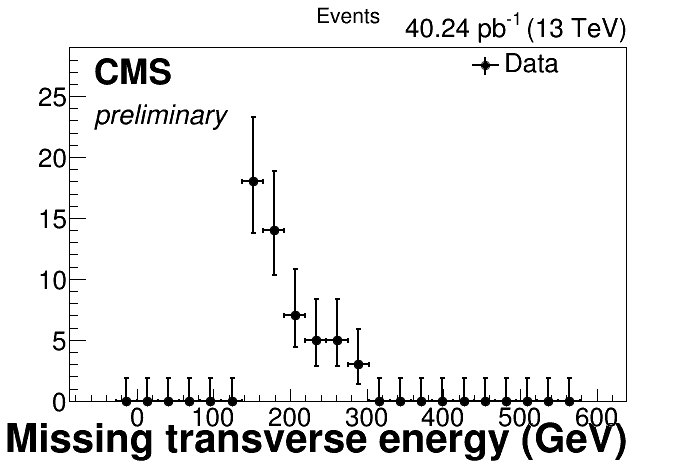 Events
40.24 pb-1 (13 TeV)
CMS
preliminary
Data
25
20
15
10
5
0
0 100 200 300 400 500 600
Missing transverse energy (GeV)